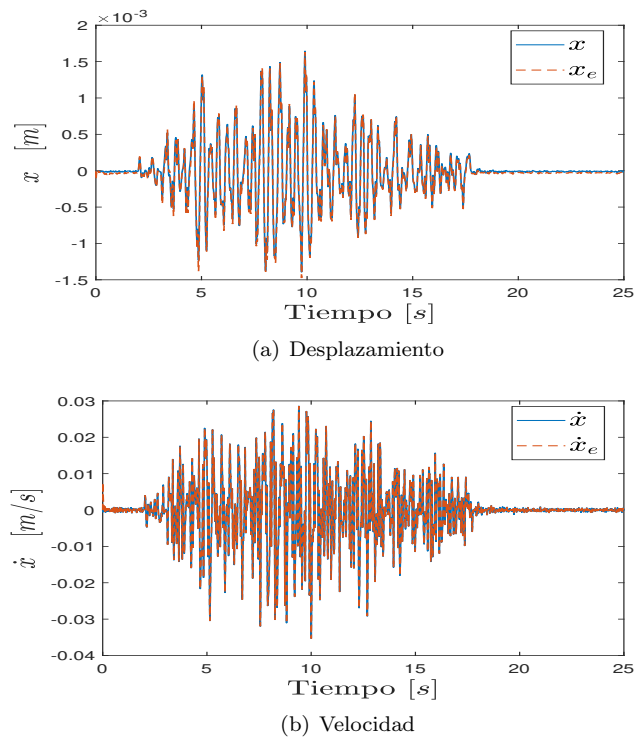 ×10⁻³
2
1.5
1
0.5
0
-0.5
-1
-1.5
x [m]
x
xₑ
0 5 10 15 20 25
Tiempo [s]
(a) Desplazamiento
0.03
0.02
0.01
0
-0.01
-0.02
-0.03
-0.04
ẋ [m/s]
ẋ
ẋₑ
0 5 10 15 20 25
Tiempo [s]
(b) Velocidad